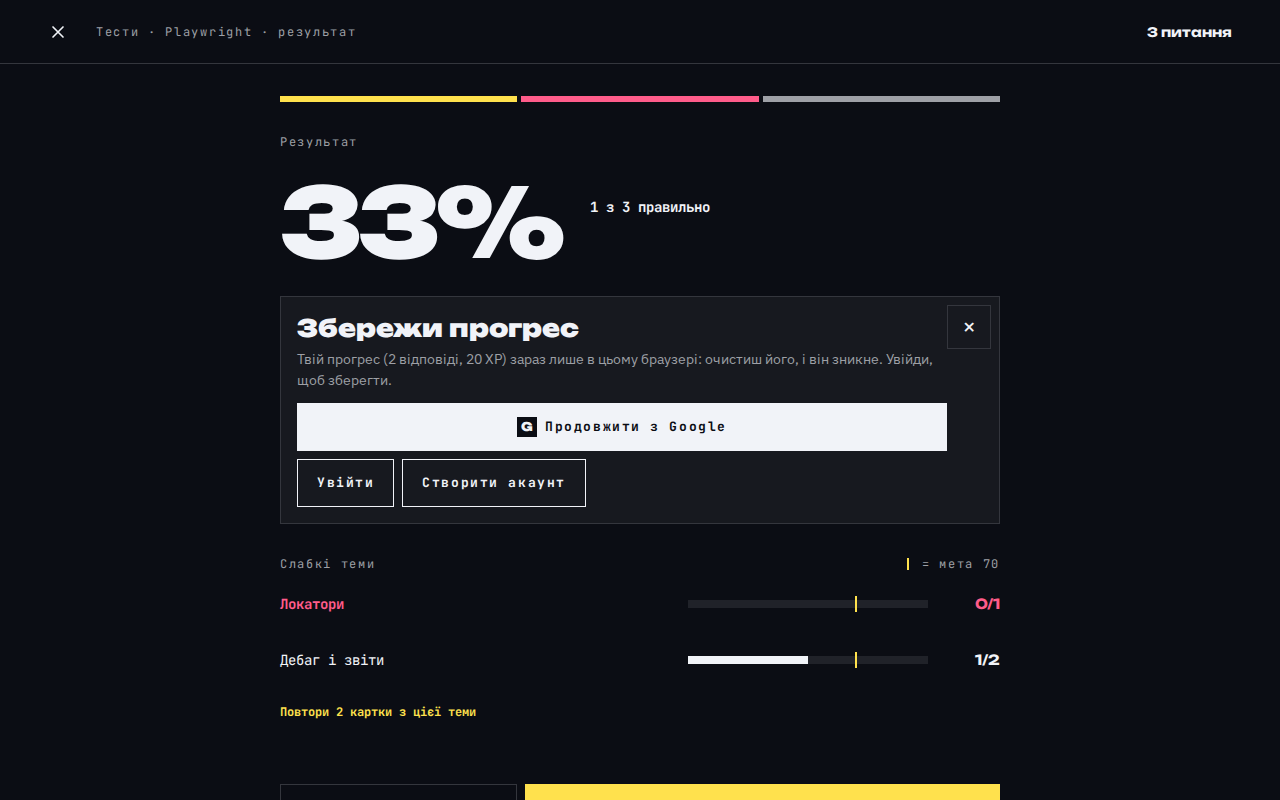 Тести · Playwright · результат
3 питання
Результат
33%
1 з 3 правильно
Збережи прогрес
Твій прогрес (2 відповіді, 20 XP) зараз лише в цьому браузері: очистиш його, і він зникне. Увійди,
щоб зберегти.
G Продовжити з Google
Увійти
Створити акаунт
Слабкі теми
= мета 70
Локатори
0/1
Дебаг і звіти
1/2
Повтори 2 картки з цієї теми